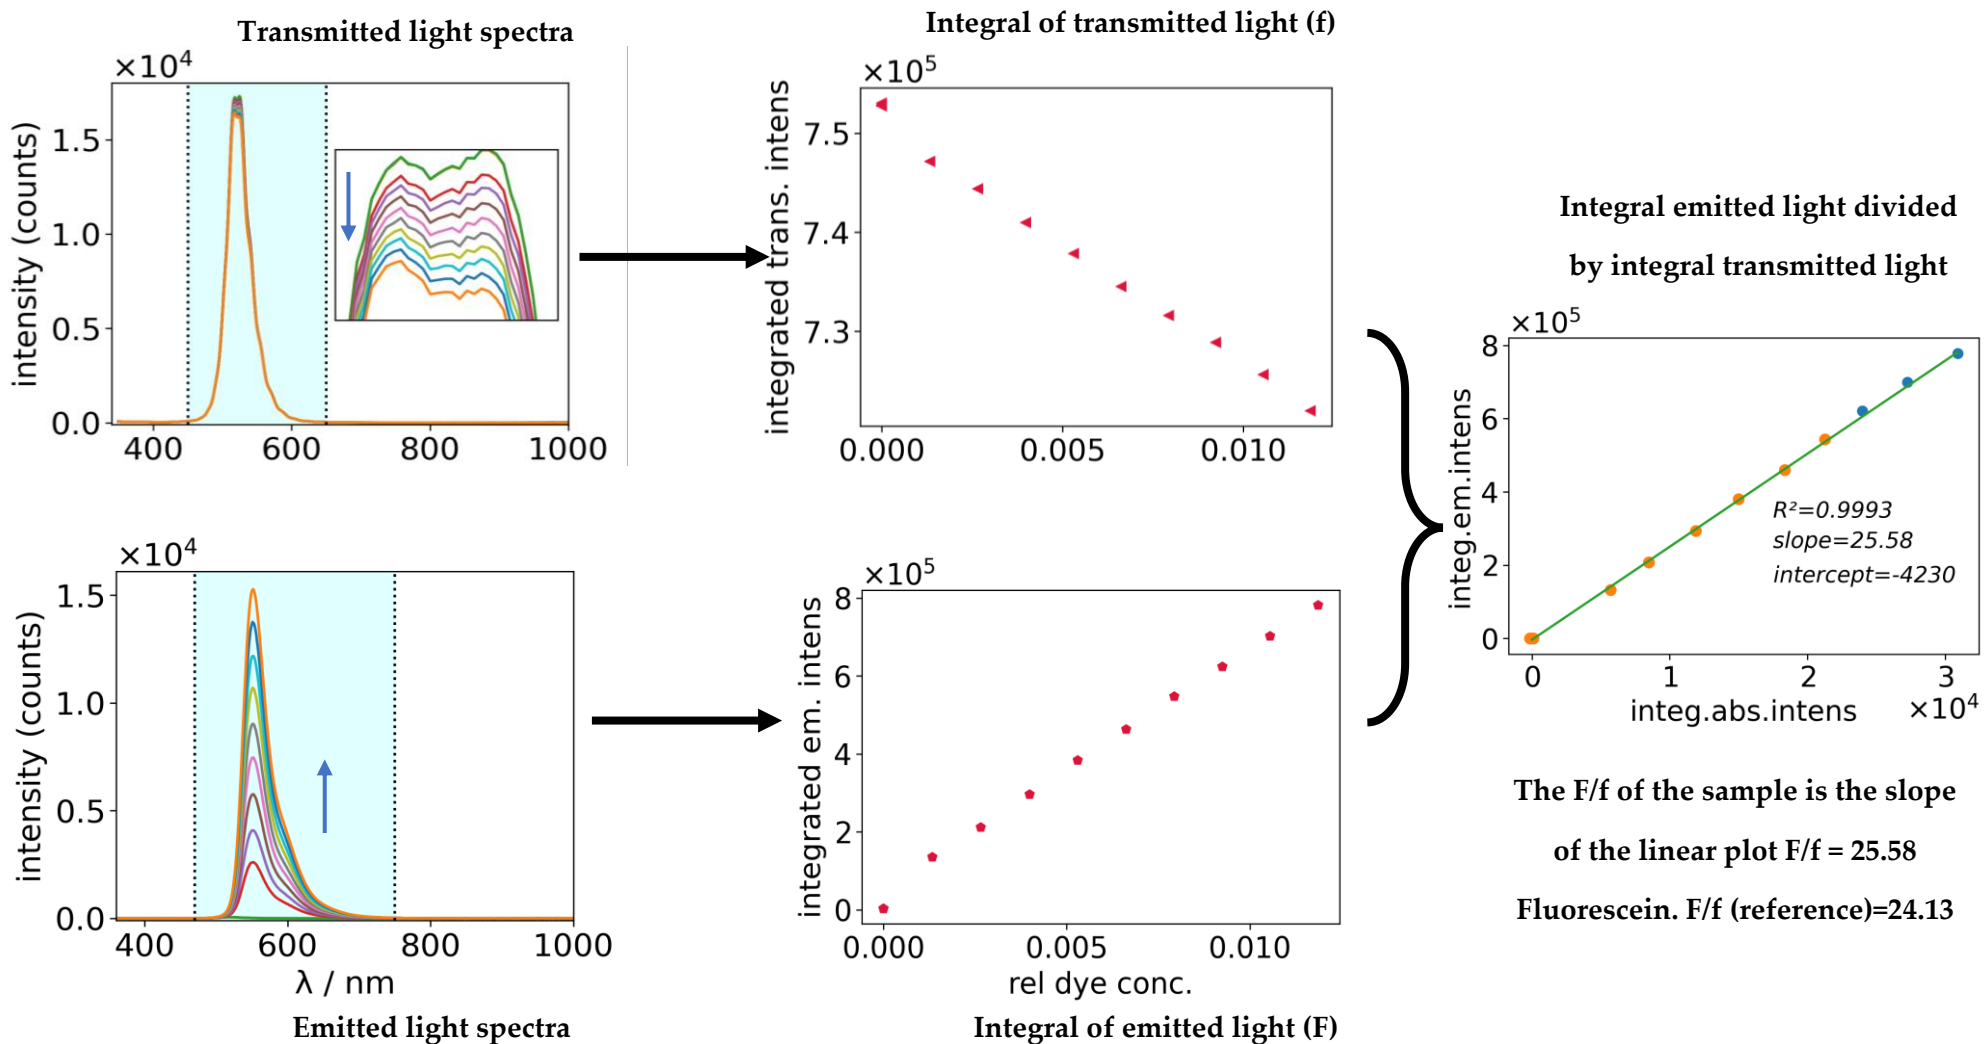 Transmitted light spectra
×10⁴
intensity (counts)
1.5
1.0
0.5
0.0
400 600 800 1000
Integral of transmitted light (f)
×10⁵
integrated trans. intens
7.5
7.4
7.3
0.000 0.005 0.010
×10⁴
intensity (counts)
1.5
1.0
0.5
0.0
400 600 800 1000
λ / nm
Emitted light spectra
×10⁵
integrated em. intens
8
6
4
2
0
0.000 0.005 0.010
rel dye conc.
Integral of emitted light (F)
Integral emitted light divided
by integral transmitted light
×10⁵
integ.em.intens
8
6
4
2
0
R²=0.9993
slope=25.58
intercept=-4230
0 1 2 3
integ.abs.intens ×10⁴
The F/f of the sample is the slope
of the linear plot F/f = 25.58
Fluorescein. F/f (reference)=24.13